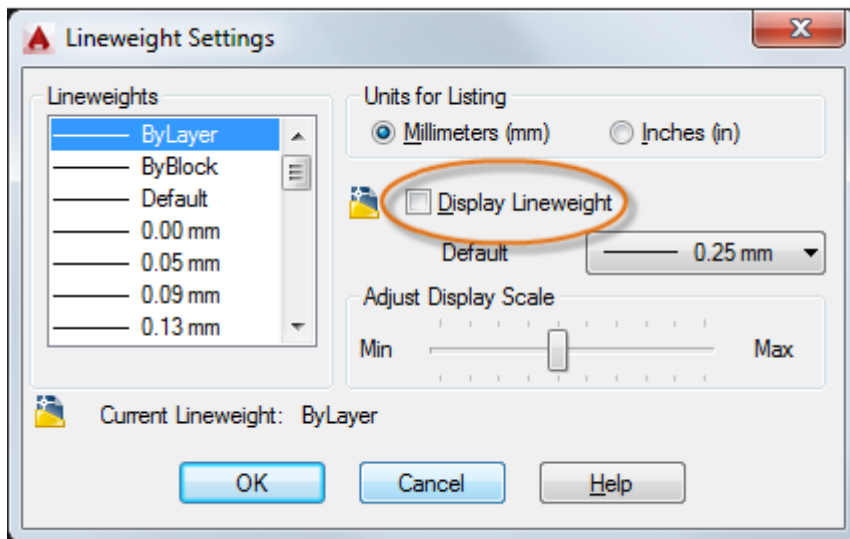 Lineweight Settings
Lineweights
ByLayer
ByBlock
Default
0.00 mm
0.05 mm
0.09 mm
0.13 mm
Units for Listing
Millimeters (mm)
Inches (in)
Display Lineweight
Default
0.25 mm
Adjust Display Scale
Min
Max
Current Lineweight: ByLayer
OK
Cancel
Help